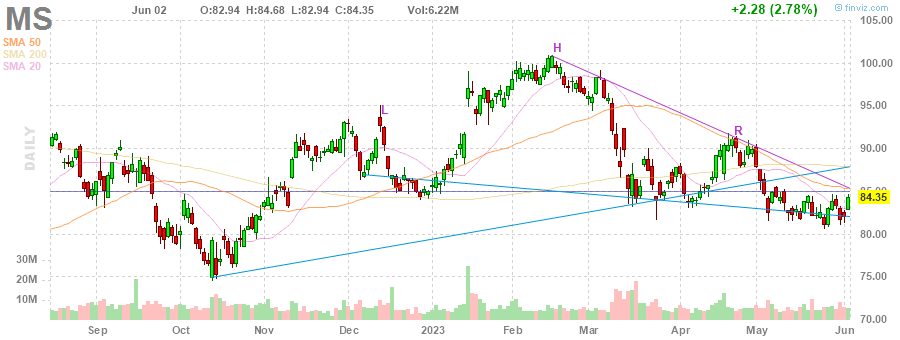 MS Jun 02 O:82.94 H:84.68 L:82.94 C:84.35 Vol:6.22M +2.28 (2.78%) © finviz.com
SMA 50
SMA 200
SMA 20
DAILY
105.00
100.00
95.00
90.00
85.00
84.35
80.00
75.00
70.00
30M
20M
10M
L
H
R
Sep Oct Nov Dec 2023 Feb Mar Apr May Jun